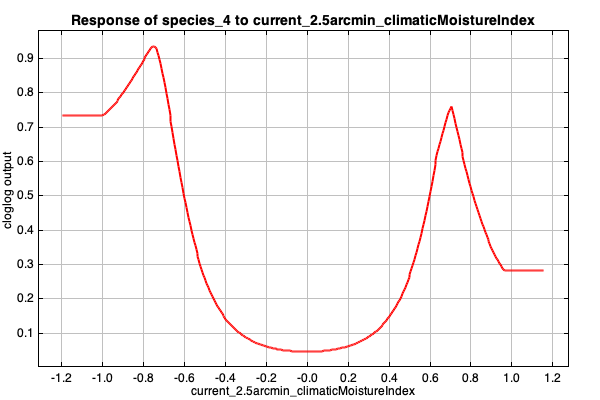 Response of species_4 to current_2.5arcmin_climaticMoistureIndex
cloglog output
0.9
0.8
0.7
0.6
0.5
0.4
0.3
0.2
0.1
-1.2 -1.0 -0.8 -0.6 -0.4 -0.2 -0.0 0.2 0.4 0.6 0.8 1.0 1.2
current_2.5arcmin_climaticMoistureIndex